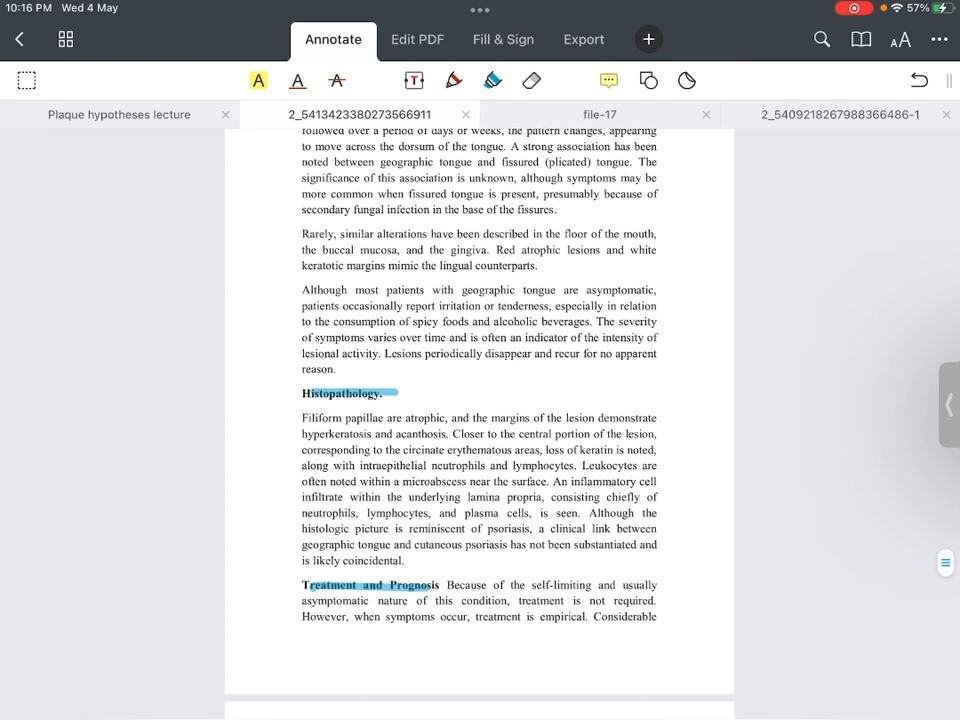 10:16 PM Wed 4 May
57%
Annotate
Edit PDF
Fill & Sign
Export
AA
A
A
A
T
Plaque hypotheses lecture
2_5413423380273566911
file-17
2_5409218267988366486-1
followed over a period of days or weeks, the pattern changes, appearing
to move across the dorsum of the tongue. A strong association has been
noted between geographic tongue and fissured (plicated) tongue. The
significance of this association is unknown, although symptoms may be
more common when fissured tongue is present, presumably because of
secondary fungal infection in the base of the fissures.
Rarely, similar alterations have been described in the floor of the mouth,
the buccal mucosa, and the gingiva. Red atrophic lesions and white
keratotic margins mimic the lingual counterparts.
Although most patients with geographic tongue are asymptomatic,
patients occasionally report irritation or tenderness, especially in relation
to the consumption of spicy foods and alcoholic beverages. The severity
of symptoms varies over time and is often an indicator of the intensity of
lesional activity. Lesions periodically disappear and recur for no apparent
reason.
Histopathology.
Filiform papillae are atrophic, and the margins of the lesion demonstrate
hyperkeratosis and acanthosis. Closer to the central portion of the lesion,
corresponding to the circinate erythematous areas, loss of keratin is noted,
along with intraepithelial neutrophils and lymphocytes. Leukocytes are
often noted within a microabscess near the surface. An inflammatory cell
infiltrate within the underlying lamina propria, consisting chiefly of
neutrophils, lymphocytes, and plasma cells, is seen. Although the
histologic picture is reminiscent of psoriasis, a clinical link between
geographic tongue and cutaneous psoriasis has not been substantiated and
is likely coincidental.
Treatment and Prognosis Because of the self-limiting and usually
asymptomatic nature of this condition, treatment is not required.
However, when symptoms occur, treatment is empirical. Considerable